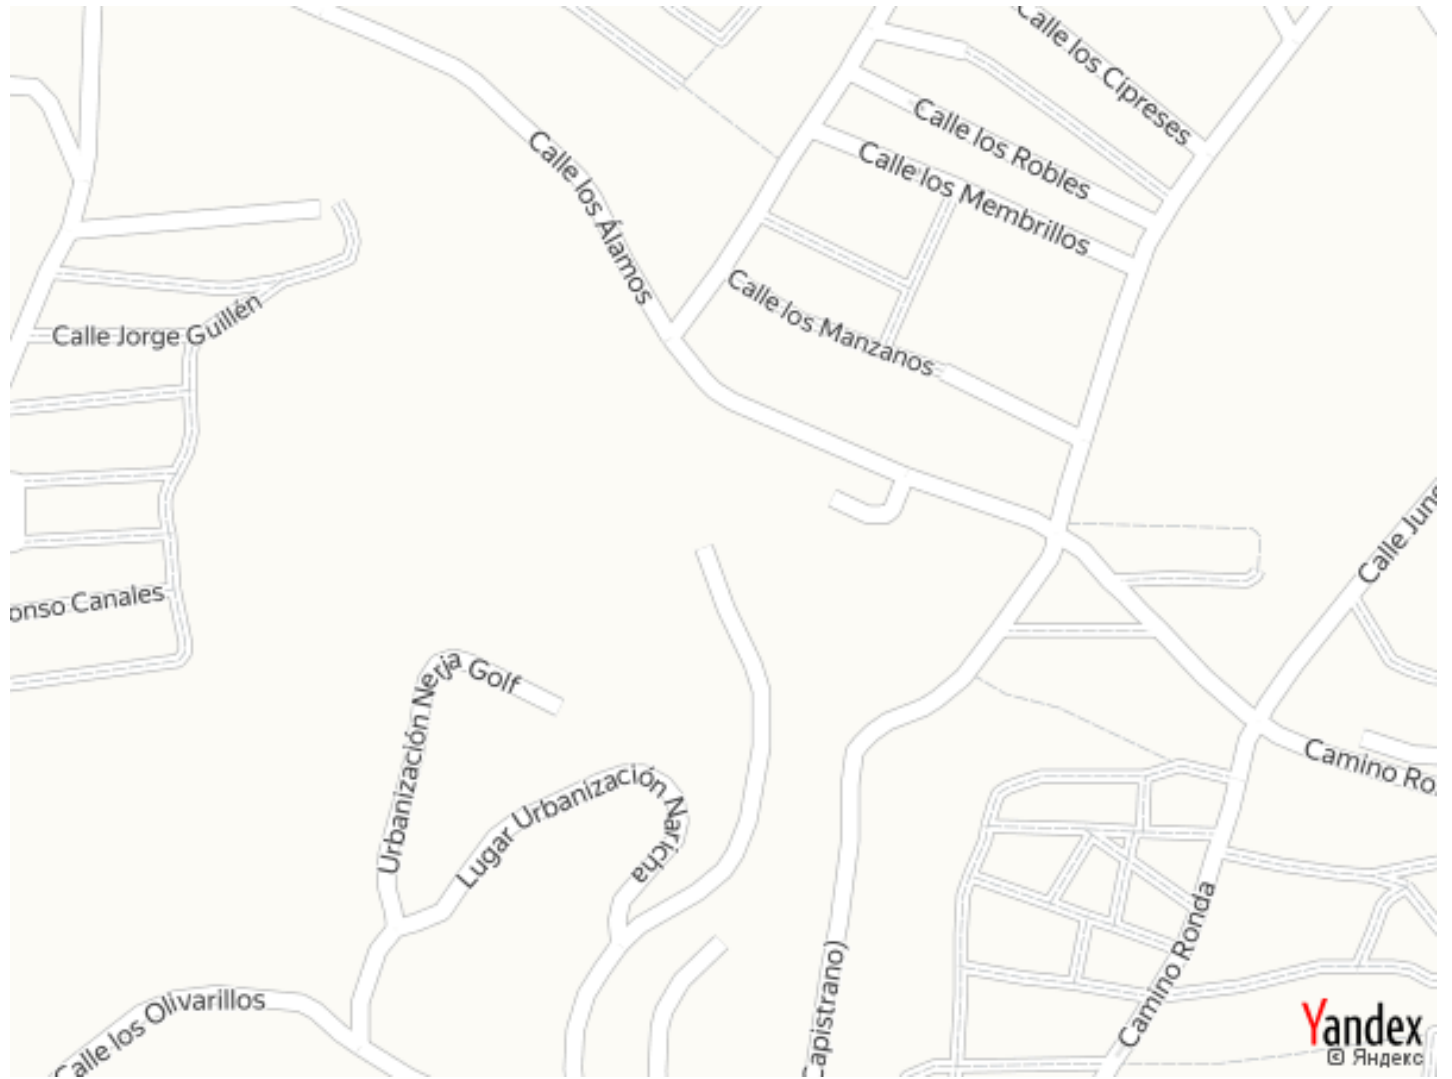 Calle los Cipreses
Calle los Robles
Calle los Membrillos
Calle los Álamos
Calle los Manzanos
Calle Jorge Guillén
Calle Jung
onso Canales
Urbanización Nerja Golf
Lugar Urbanización Naricha
Camino Ro
Camino Ronda
Capistrano)
Calle los Olivarillos
Yandex
© Яндекс